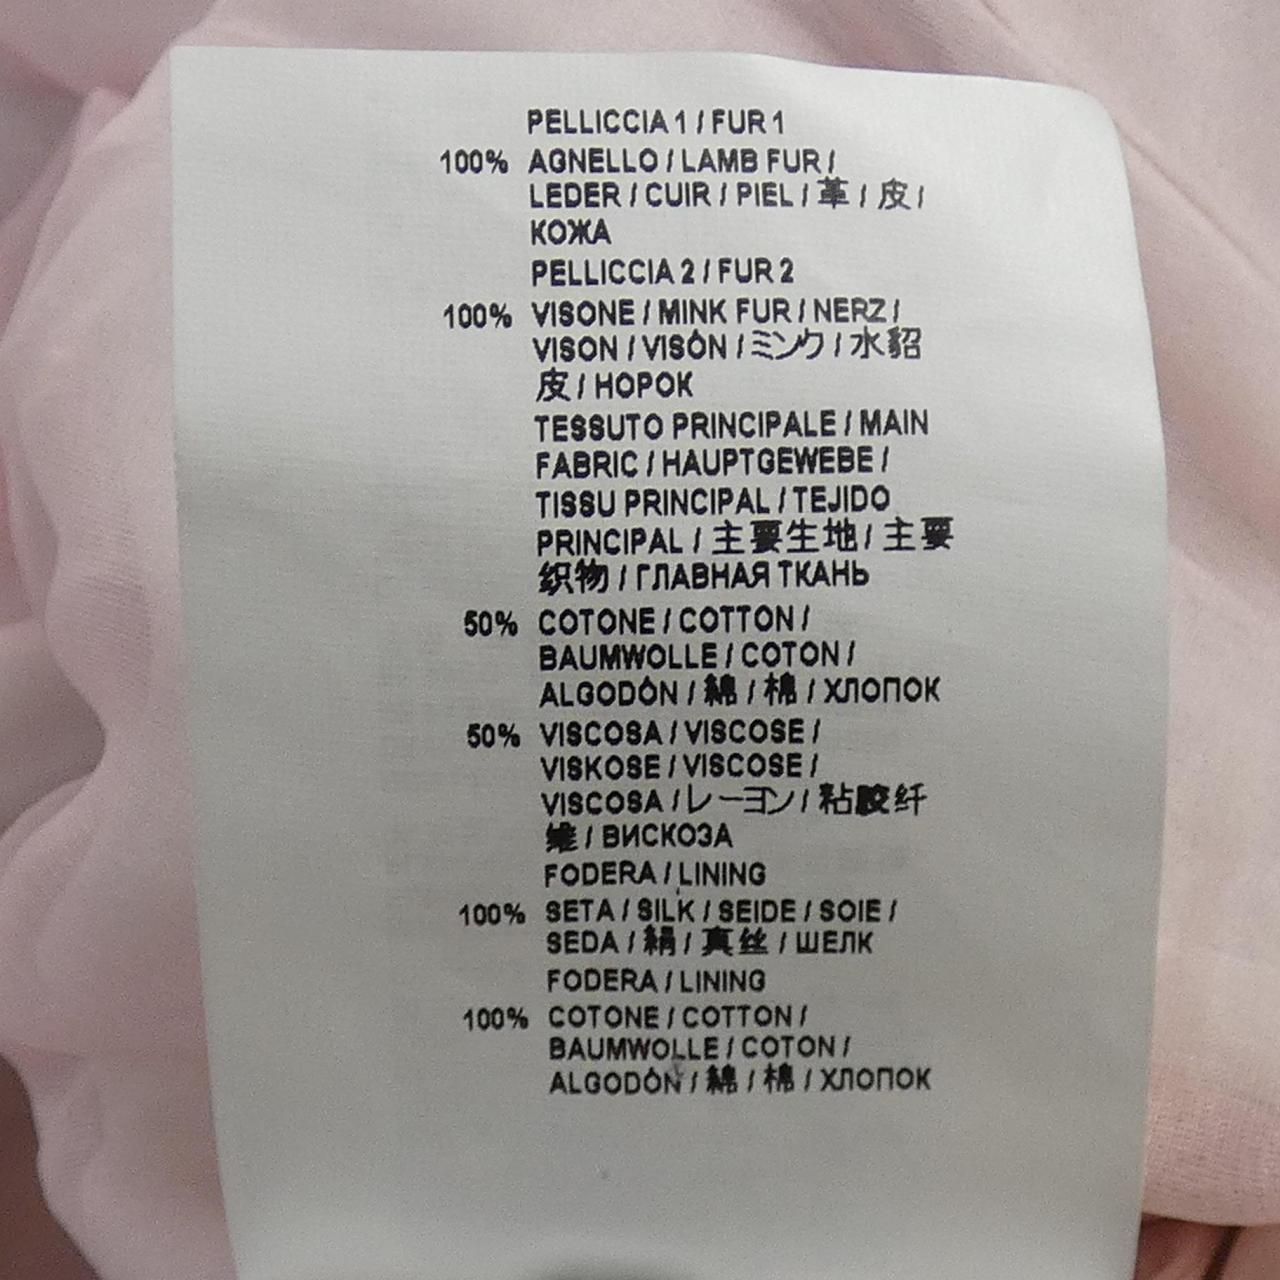 PELLICCIA 1 / FUR 1
100% AGNELLO / LAMB FUR /
LEDER / CUIR / PIEL / 革 / 皮 /
КОЖА
PELLICCIA 2 / FUR 2
100% VISONE / MINK FUR / NERZ /
VISON / VISÓN / ミンク / 水貂
皮 / НОРОК
TESSUTO PRINCIPALE / MAIN
FABRIC / HAUPTGEWEBE /
TISSU PRINCIPAL / TEJIDO
PRINCIPAL / 主要生地 / 主要
织物 / ГЛАВНАЯ ТКАНЬ
50% COTONE / COTTON /
BAUMWOLLE / COTON /
ALGODÓN / 綿 / 棉 / ХЛОПОК
50% VISCOSA / VISCOSE /
VISKOSE / VISCOSE /
VISCOSA / レーヨン / 粘胶纤
维 / ВИСКОЗА
FODERA / LINING
100% SETA / SILK / SEIDE / SOIE /
SEDA / 絹 / 真丝 / ШЕЛК
FODERA / LINING
100% COTONE / COTTON /
BAUMWOLLE / COTON /
ALGODÓN / 綿 / 棉 / ХЛОПОК